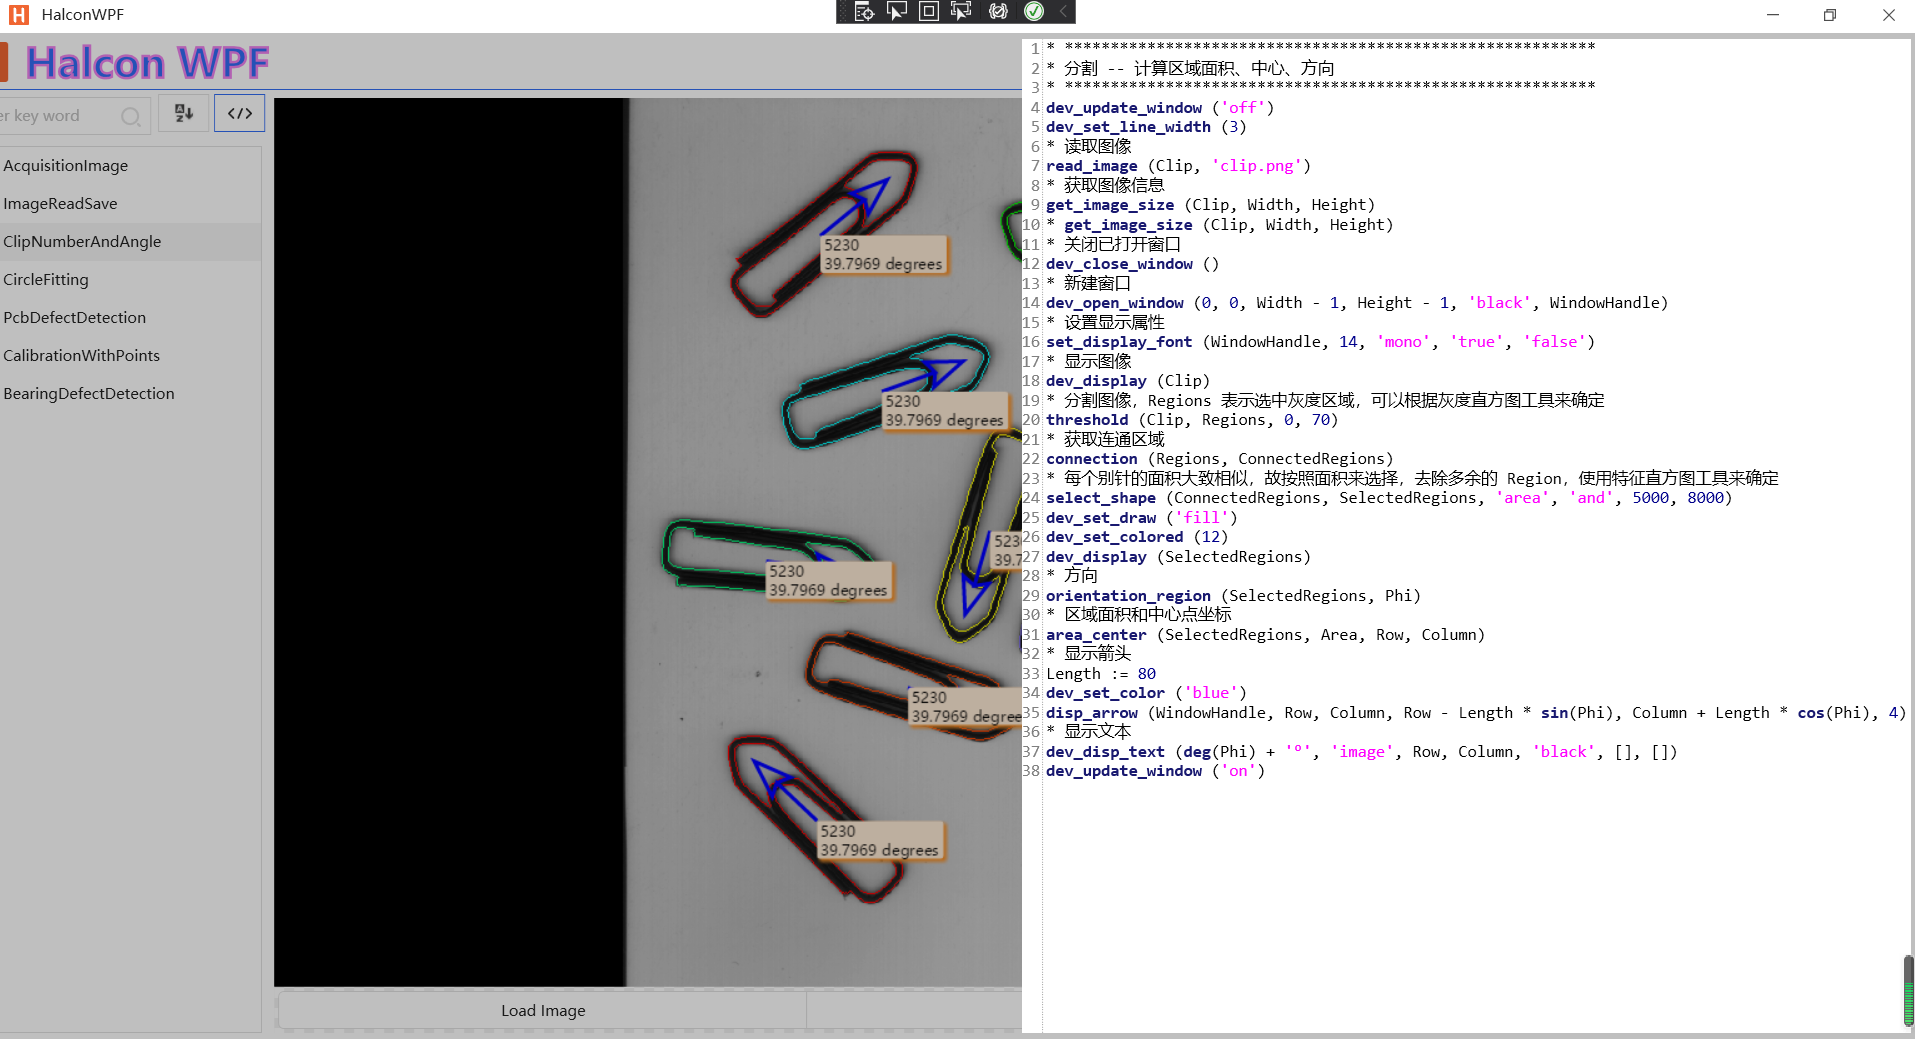 HalconWPF
Halcon WPF
er key word
AcquisitionImage
ImageReadSave
ClipNumberAndAngle
CircleFitting
PcbDefectDetection
CalibrationWithPoints
BearingDefectDetection
5230
39.7969 degrees
5230
39.7969 degrees
523
39.7
5230
39.7969 degrees
5230
39.7969 degree
5230
39.7969 degrees
Load Image
1 * **********************************************************
2 * 分割 -- 计算区域面积、中心、方向
3 * **********************************************************
4 dev_update_window ('off')
5 dev_set_line_width (3)
6 * 读取图像
7 read_image (Clip, 'clip.png')
8 * 获取图像信息
9 get_image_size (Clip, Width, Height)
10 * get_image_size (Clip, Width, Height)
11 * 关闭已打开窗口
12 dev_close_window ()
13 * 新建窗口
14 dev_open_window (0, 0, Width - 1, Height - 1, 'black', WindowHandle)
15 * 设置显示属性
16 set_display_font (WindowHandle, 14, 'mono', 'true', 'false')
17 * 显示图像
18 dev_display (Clip)
19 * 分割图像，Regions 表示选中灰度区域，可以根据灰度直方图工具来确定
20 threshold (Clip, Regions, 0, 70)
21 * 获取连通区域
22 connection (Regions, ConnectedRegions)
23 * 每个别针的面积大致相似，故按照面积来选择，去除多余的 Region，使用特征直方图工具来确定
24 select_shape (ConnectedRegions, SelectedRegions, 'area', 'and', 5000, 8000)
25 dev_set_draw ('fill')
26 dev_set_colored (12)
27 dev_display (SelectedRegions)
28 * 方向
29 orientation_region (SelectedRegions, Phi)
30 * 区域面积和中心点坐标
31 area_center (SelectedRegions, Area, Row, Column)
32 * 显示箭头
33 Length := 80
34 dev_set_color ('blue')
35 disp_arrow (WindowHandle, Row, Column, Row - Length * sin(Phi), Column + Length * cos(Phi), 4)
36 * 显示文本
37 dev_disp_text (deg(Phi) + '°', 'image', Row, Column, 'black', [], [])
38 dev_update_window ('on')